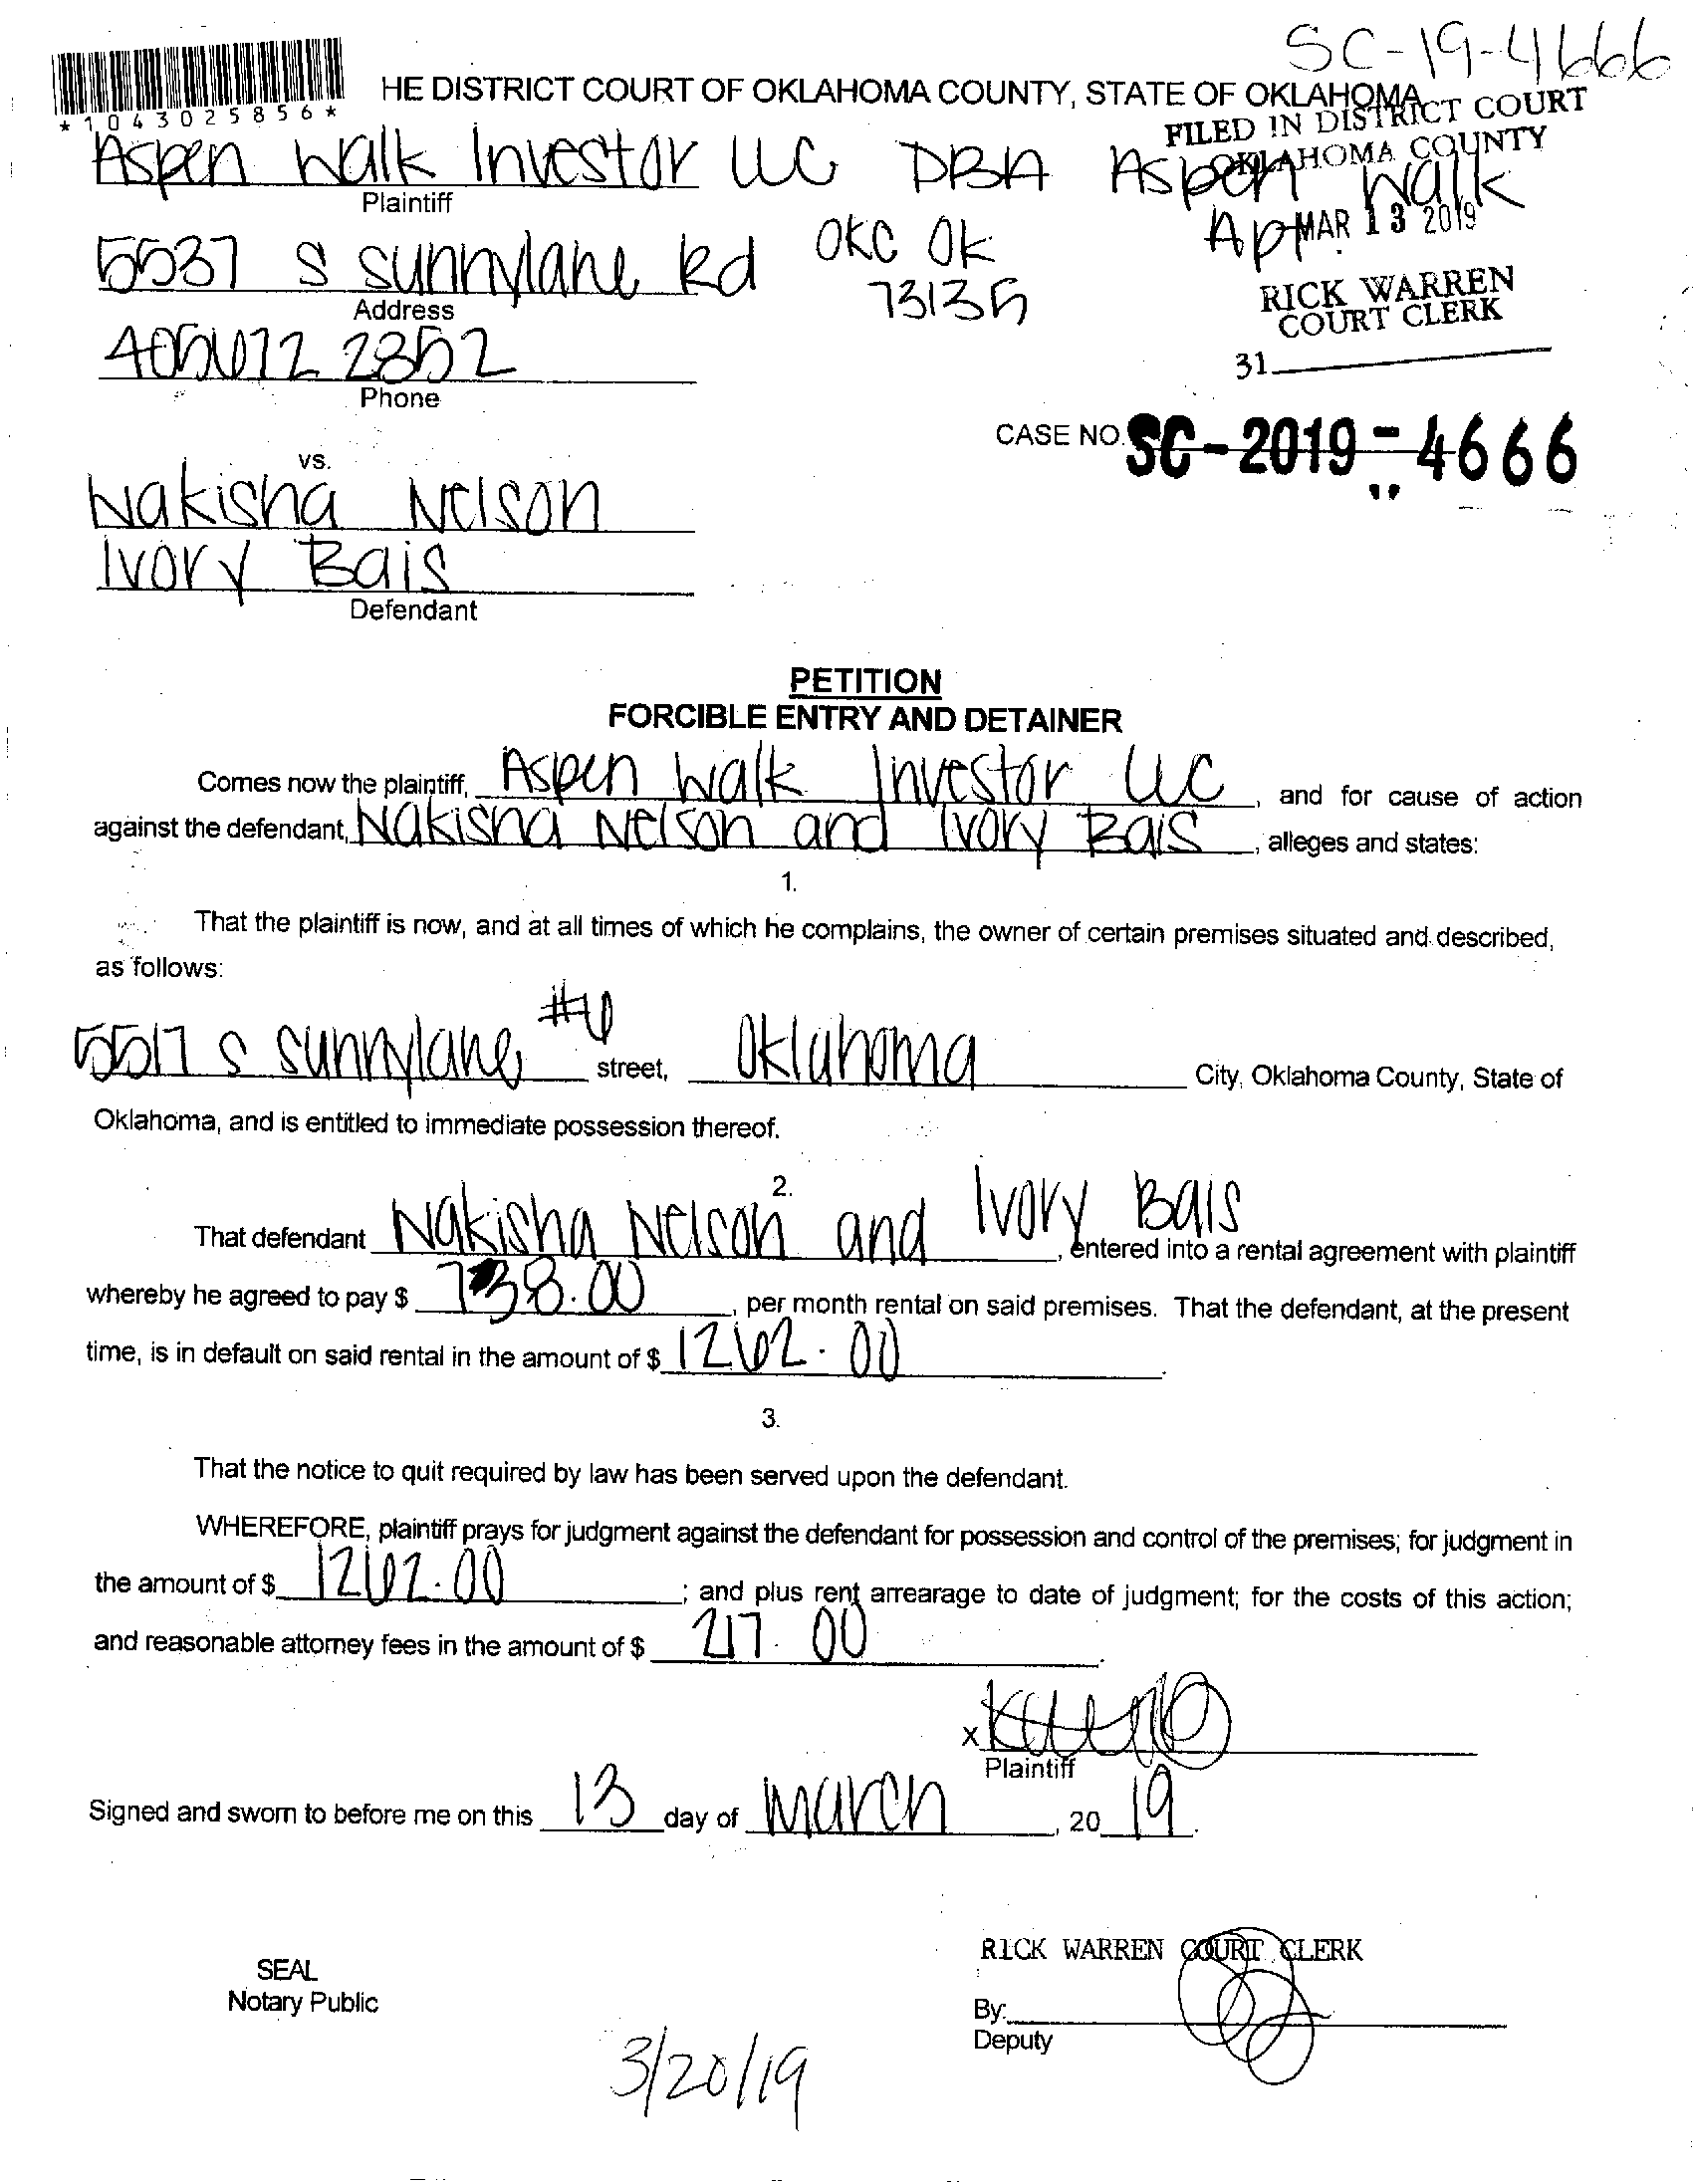 SC-19-4666
HE DISTRICT COURT OF OKLAHOMA COUNTY, STATE OF OKLAHOMA
*1043025856*
FILED IN DISTRICT COURT
OKLAHOMA COUNTY
Aspen Walk Investor LLC DBA Aspen Walk
Plaintiff
Apt
MAR 13 2019
5537 S Sunnylane Rd OKC OK
73135
Address
RICK WARREN
COURT CLERK
405 672 2352
Phone
31
CASE NO. SC-2019-4666
vs.
Nakisha Nelson
Ivory Bais
Defendant
PETITION
FORCIBLE ENTRY AND DETAINER
Comes now the plaintiff, Aspen Walk Investor LLC, and for cause of action
against the defendant, Nakisha Nelson and Ivory Bais, alleges and states:
1.
That the plaintiff is now, and at all times of which he complains, the owner of certain premises situated and described,
as follows:
5517 S Sunnylane #6 street, Oklahoma City, Oklahoma County, State of
Oklahoma, and is entitled to immediate possession thereof.
2.
That defendant Nakisha Nelson and Ivory Bais, entered into a rental agreement with plaintiff
whereby he agreed to pay $ 738.00, per month rental on said premises. That the defendant, at the present
time, is in default on said rental in the amount of $ 1262.00.
3.
That the notice to quit required by law has been served upon the defendant.
WHEREFORE, plaintiff prays for judgment against the defendant for possession and control of the premises; for judgment in
the amount of $ 1262.00; and plus rent arrearage to date of judgment; for the costs of this action;
and reasonable attorney fees in the amount of $ 217.00.
x
Plaintiff
Signed and sworn to before me on this 13 day of March, 20 19.
RICK WARREN COURT CLERK
SEAL
Notary Public
By:
Deputy
3/20/19